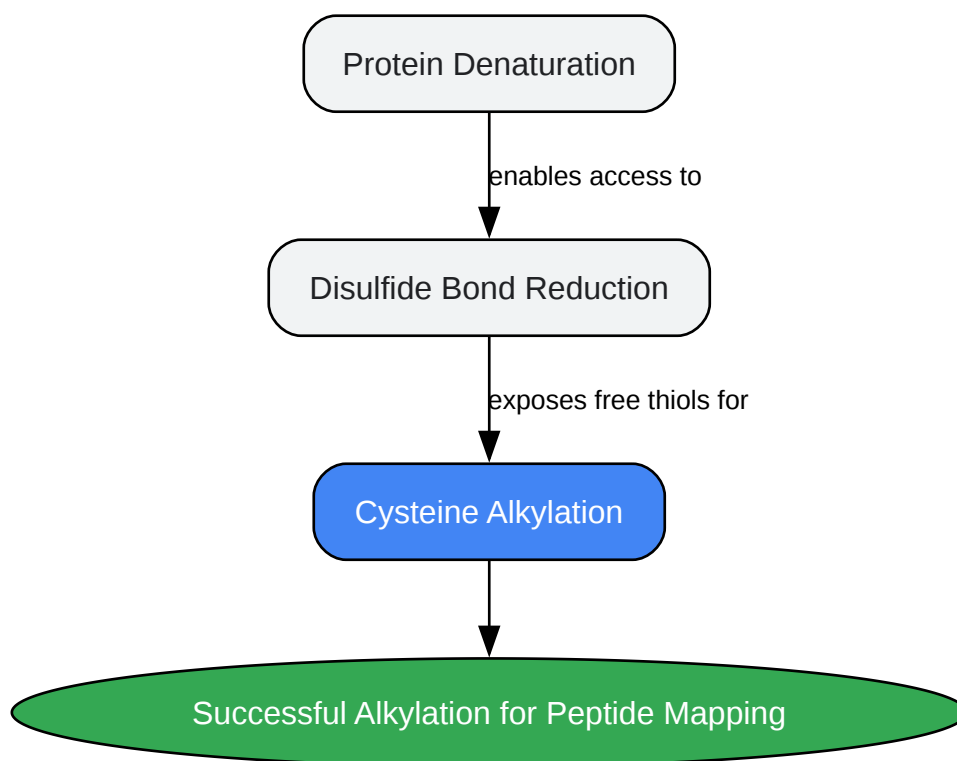 Protein Denaturation
enables access to
Disulfide Bond Reduction
exposes free thiols for
Cysteine Alkylation
Successful Alkylation for Peptide Mapping